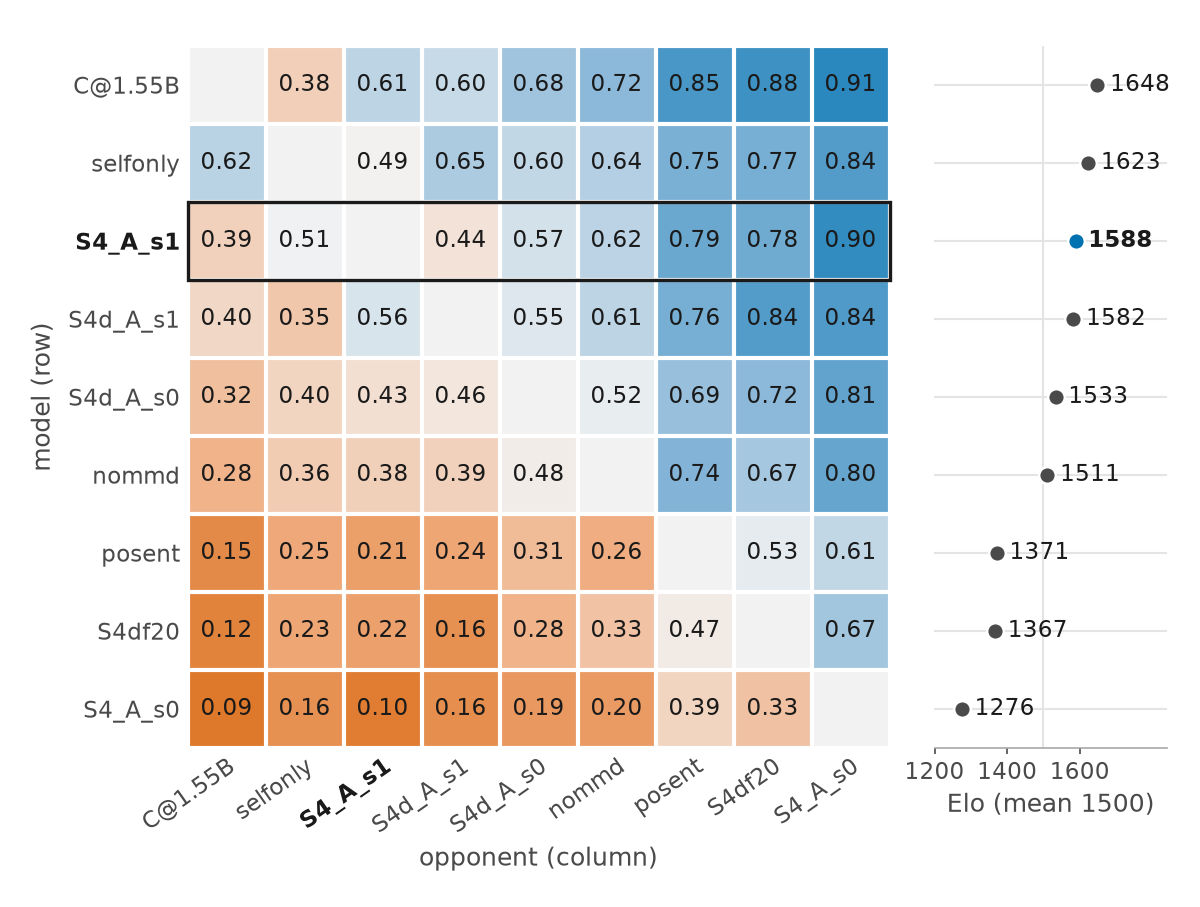 C@1.55B 0.38 0.61 0.60 0.68 0.72 0.85 0.88 0.91 1648
selfonly 0.62 0.49 0.65 0.60 0.64 0.75 0.77 0.84 1623
S4_A_s1 0.39 0.51 0.44 0.57 0.62 0.79 0.78 0.90 1588
S4d_A_s1 0.40 0.35 0.56 0.55 0.61 0.76 0.84 0.84 1582
S4d_A_s0 0.32 0.40 0.43 0.46 0.52 0.69 0.72 0.81 1533
nommd 0.28 0.36 0.38 0.39 0.48 0.74 0.67 0.80 1511
posent 0.15 0.25 0.21 0.24 0.31 0.26 0.53 0.61 1371
S4df20 0.12 0.23 0.22 0.16 0.28 0.33 0.47 0.67 1367
S4_A_s0 0.09 0.16 0.10 0.16 0.19 0.20 0.39 0.33 1276
model (row)
C@1.55B selfonly S4_A_s1 S4d_A_s1 S4d_A_s0 nommd posent S4df20 S4_A_s0
opponent (column)
1200 1400 1600
Elo (mean 1500)